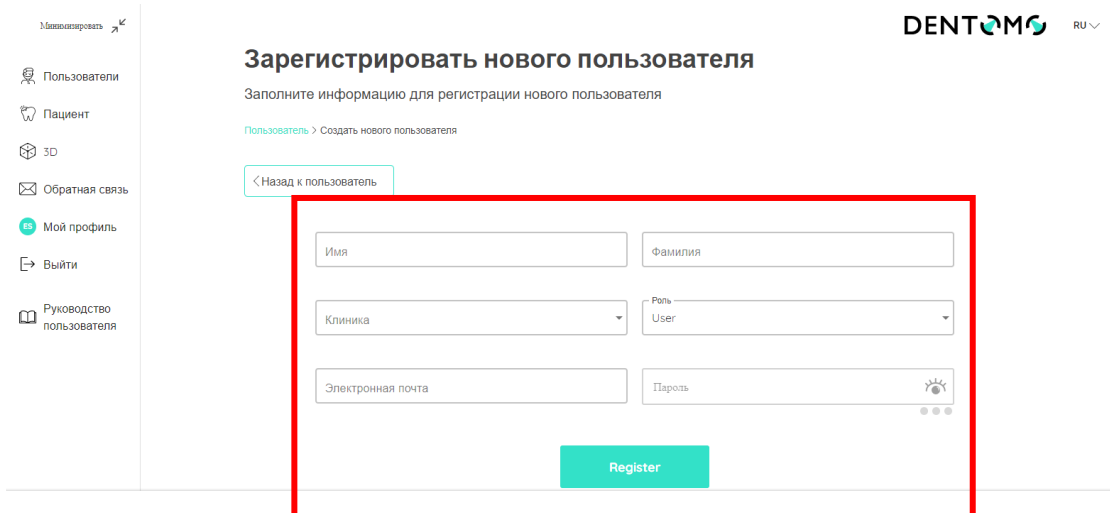 Минимизировать
DENTOMO
RU
Зарегистрировать нового пользователя
Заполните информацию для регистрации нового пользователя
Пользователь > Создать нового пользователя
Назад к пользователь
Пользователи
Пациент
3D
Обратная связь
ES Мой профиль
Выйти
Руководство
пользователя
Имя
Фамилия
Клиника
Роль
User
Электронная почта
Пароль
Register